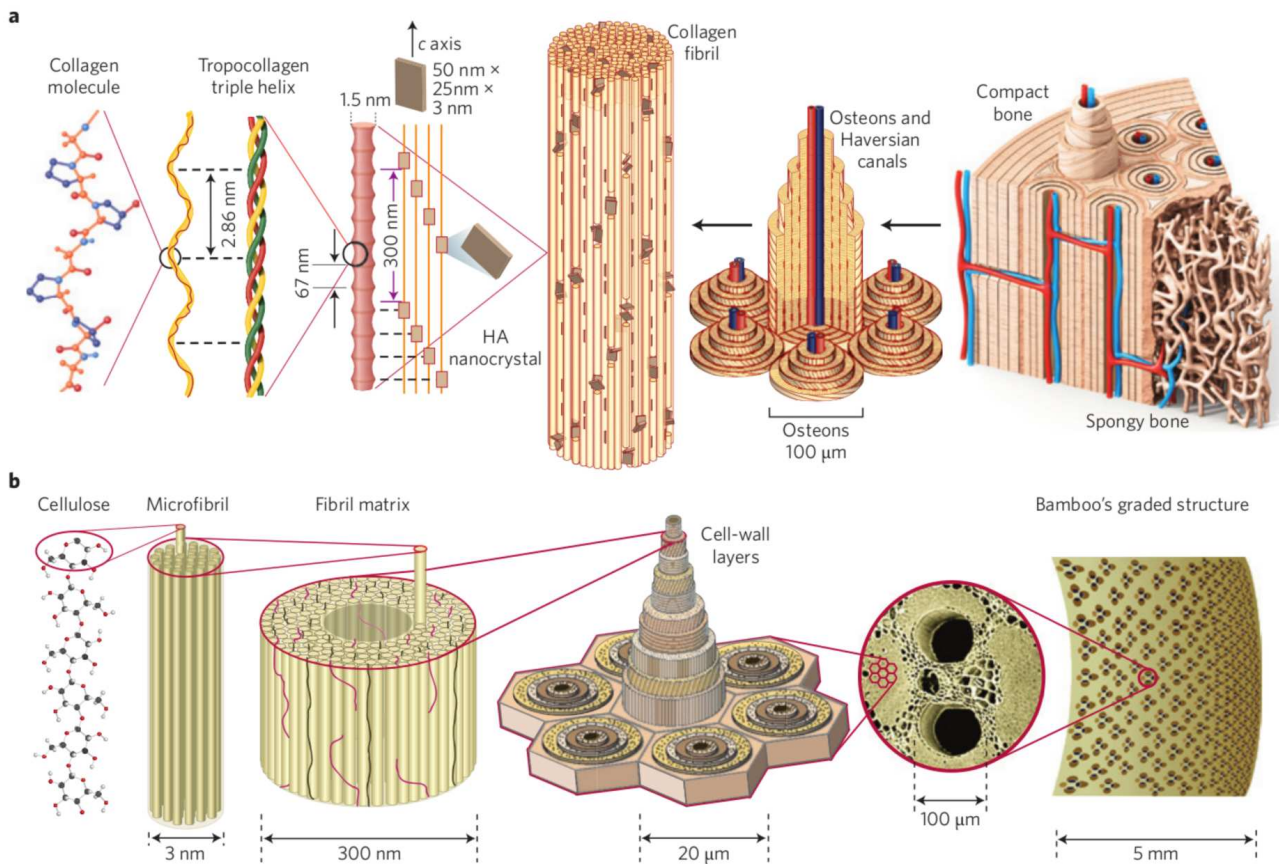 a
Collagen
molecule
Tropocollagen
triple helix
2.86 nm
1.5 nm
67 nm
c axis
50 nm ×
25nm ×
3 nm
300 nm
HA
nanocrystal
Collagen
fibril
Osteons and
Haversian
canals
Osteons
100 μm
Compact
bone
Spongy bone
b
Cellulose
Microfibril
3 nm
Fibril matrix
300 nm
Cell-wall
layers
20 μm
100 μm
Bamboo's graded structure
5 mm